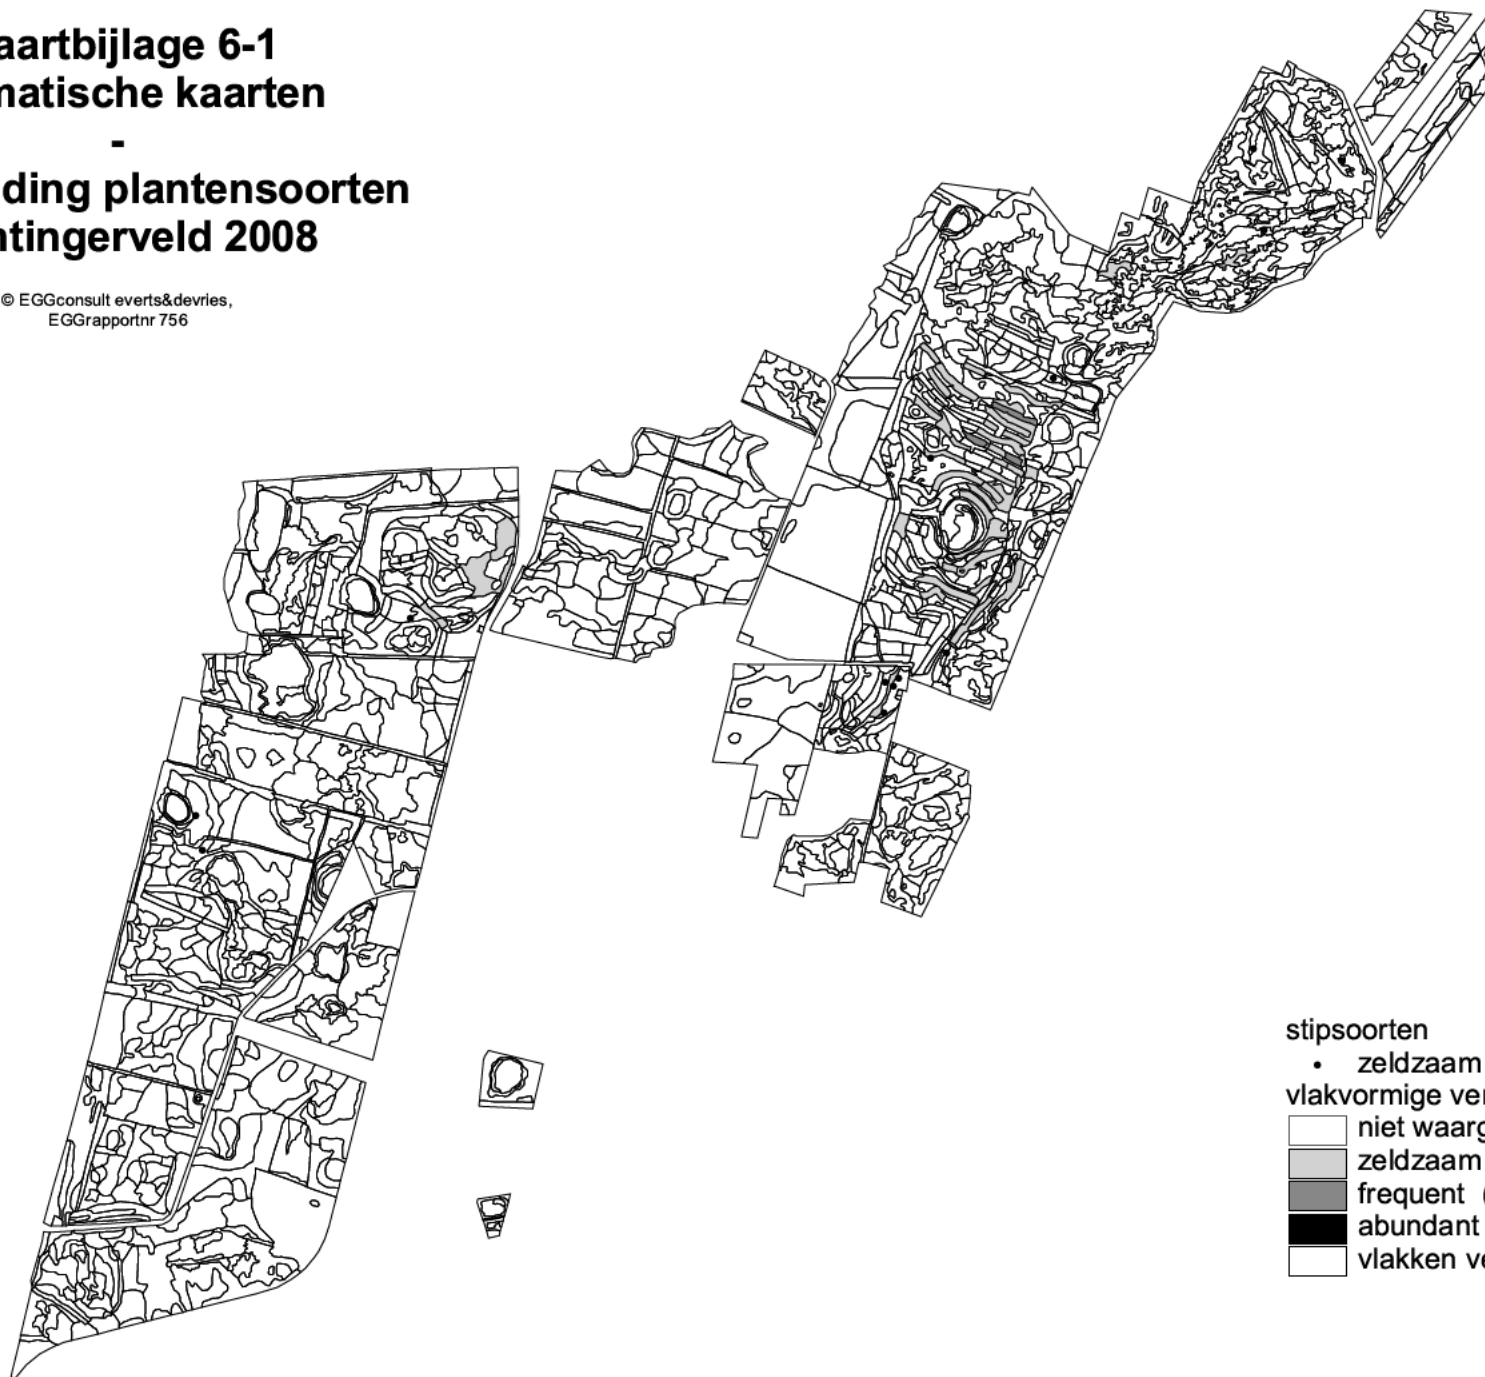 aartbijlage 6-1
matische kaarten
-
ding plantensoorten
ntingerveld 2008
© EGGconsult everts&devries,
EGGrapportnr 756
stipsoorten
• zeldzaam
vlakvormige ver
niet waarg
zeldzaam
frequent (
abundant
vlakken ve